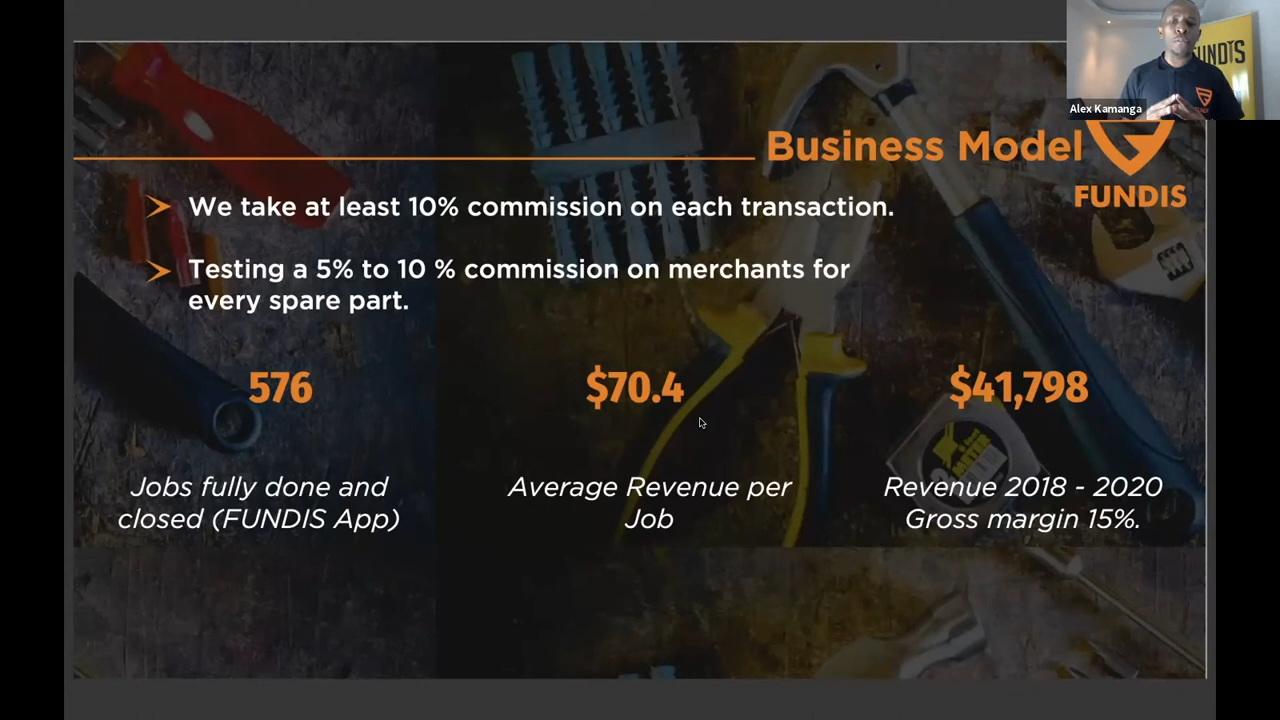 FUNDIS
Alex Kamanga
Business Model
FUNDIS
We take at least 10% commission on each transaction.
Testing a 5% to 10 % commission on merchants for
every spare part.
576
$70.4
$41,798
METER
Jobs fully done and
closed (FUNDIS App)
Average Revenue per
Job
Revenue 2018 - 2020
Gross margin 15%.